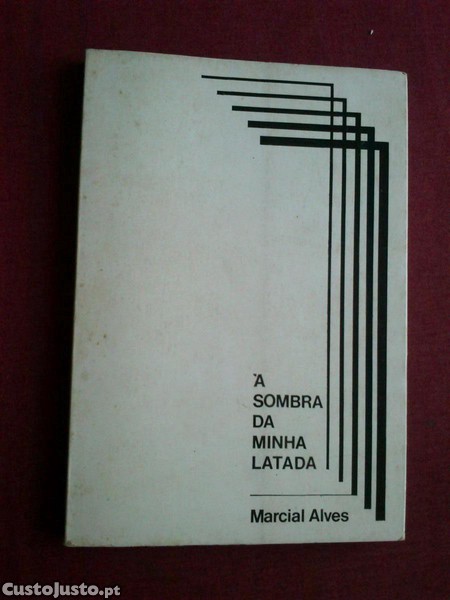 À
SOMBRA
DA
MINHA
LATADA
Marcial Alves
CustoJusto.pt